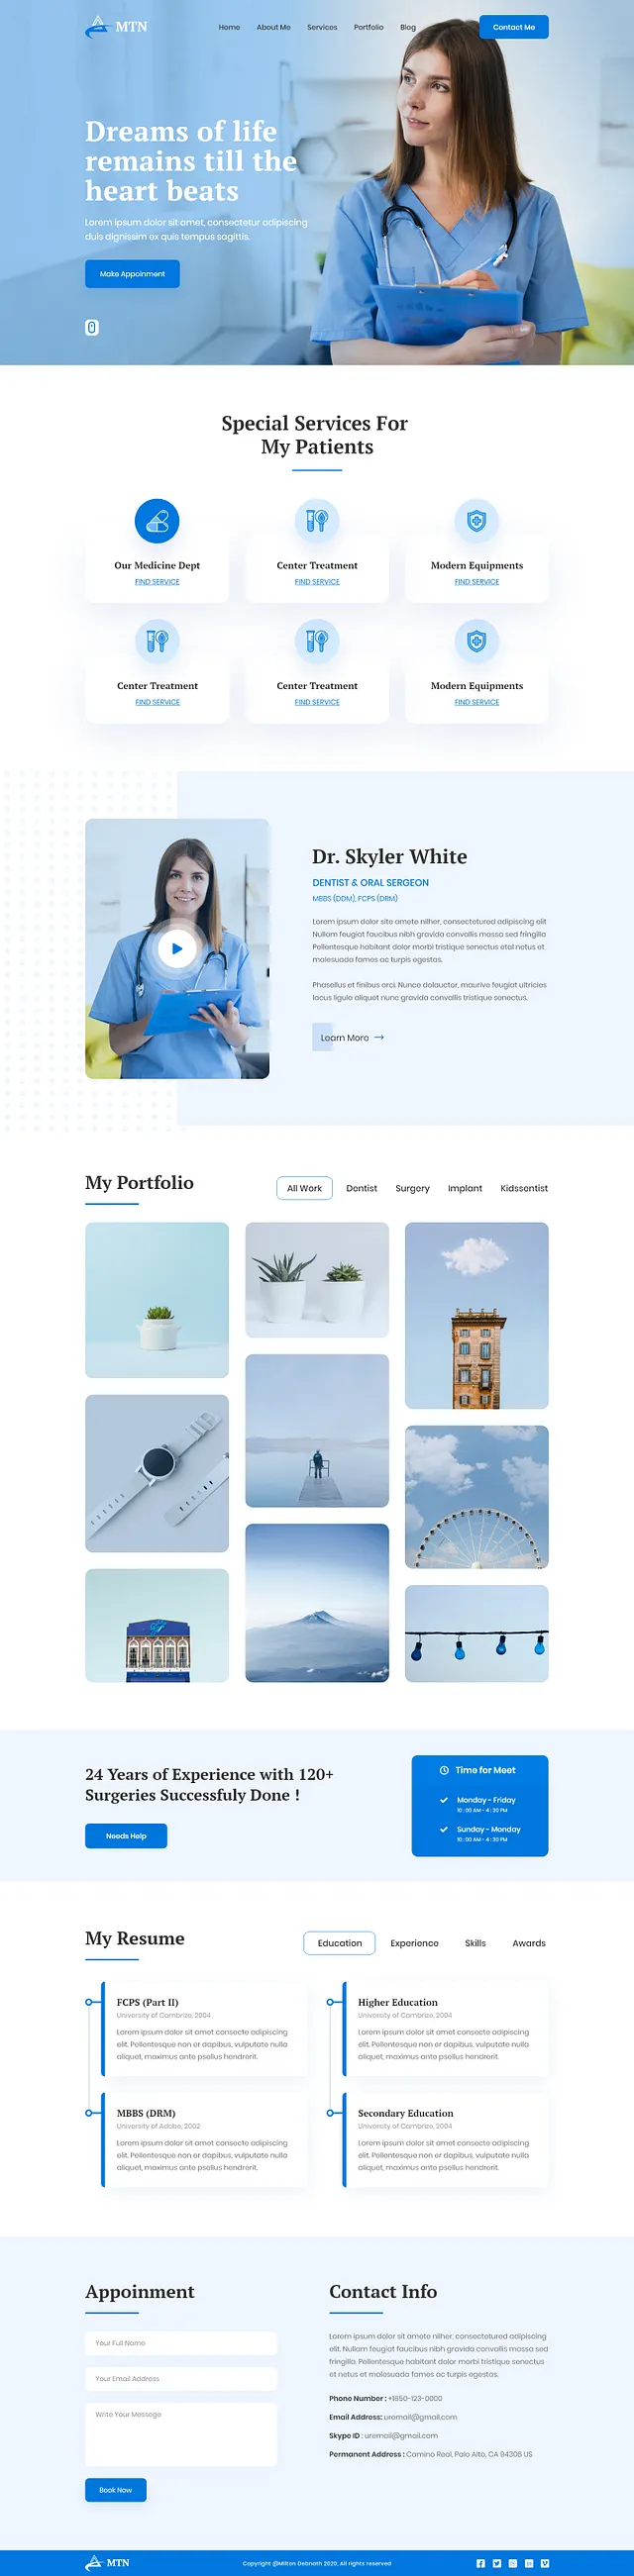 MTN
Home About Me Services Portfolio Blog
Contact Me
Dreams of life
remains till the
heart beats
Lorem ipsum dolor sit amet, consectetur adipiscing
duis dignissim ex quis tempus sagittis.
Make Appoinment
Special Services For
My Patients
Our Medicine Dept
FIND SERVICE
Center Treatment
FIND SERVICE
Modern Equipments
FIND SERVICE
Center Treatment
FIND SERVICE
Center Treatment
FIND SERVICE
Modern Equipments
FIND SERVICE
Dr. Skyler White
DENTIST & ORAL SERGEON
MBBS (DDM), FCPS (DRM)
Lorem ipsum dolor sit amete nilher, consectetured adipiscing elit
Nullam feugiat faucibus nibh gravida convallis massa sed fringilla
Pellentesque habitant dolor morbi tristique senectus etal netus et
malesuada fames ac turpis egestas.
Phasellus et finibus orci. Nunce dolauctor, maurive feugiat ultricies
lacus ligula aliquet nunc gravida convallis tristique senectus.
Learn More
My Portfolio
All Work Dentist Surgery Implant Kidssentist
24 Years of Experience with 120+
Surgeries Successfuly Done !
Needs Help
Time for Meet
Monday - Friday
10 : 00 AM - 4 : 30 PM
Sunday - Monday
10 : 00 AM - 4 : 30 PM
My Resume
Education Experience Skills Awards
FCPS (Part II)
University of Cambrize, 2004
Lorem ipsum dolor sit amet consecte adipiscing
elit. Pellentesque non or dapibus, vulputate nulla
aliquet, maximus ante psellus hendrerit.
Higher Education
University of Cambrize, 2004
Lorem ipsum dolor sit amet consecte adipiscing
elit. Pellentesque non or dapibus, vulputate nulla
aliquet, maximus ante psellus hendrerit.
MBBS (DRM)
University of Adobe, 2002
Lorem ipsum dolor sit amet consecte adipiscing
elit. Pellentesque non or dapibus, vulputate nulla
aliquet, maximus ante psellus hendrerit.
Secondary Education
University of Cambrize, 2004
Lorem ipsum dolor sit amet consecte adipiscing
elit. Pellentesque non or dapibus, vulputate nulla
aliquet, maximus ante psellus hendrerit.
Appoinment
Your Full Name
Your Email Address
Write Your Message
Book Now
Contact Info
Lorem ipsum dolor sit amete nilher, consectetured adipiscing
elit. Nullam feugiat faucibus nibh gravida convallis massa sed
fringilla. Pellentesque habitant dolor morbi tristique senectus
et netus et malesuada fames ac turpis egestas.
Phone Number : +1650-123-0000
Email Address: uremail@gmail.com
Skype ID : uremail@gmail.com
Permanent Address : Camino Real, Palo Alto, CA 94306 US
MTN
Copyright @Milton Debnath 2020, All rights reserved